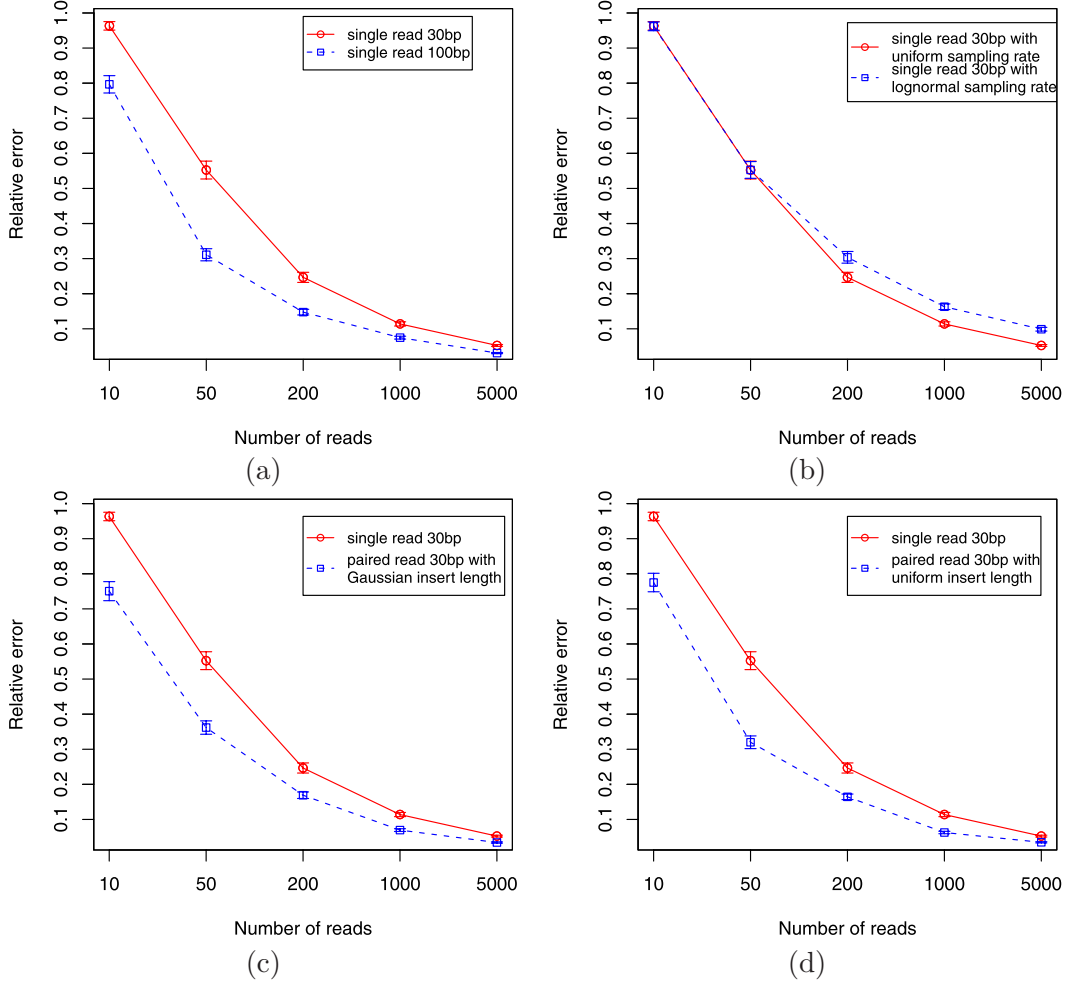 1.0
0.9
0.8
0.7
0.6
0.5
0.4
0.3
0.2
0.1
Relative error
single read 30bp
single read 100bp
10 50 200 1000 5000
Number of reads
(a)
1.0
0.9
0.8
0.7
0.6
0.5
0.4
0.3
0.2
0.1
Relative error
single read 30bp with
uniform sampling rate
single read 30bp with
lognormal sampling rate
10 50 200 1000 5000
Number of reads
(b)
1.0
0.9
0.8
0.7
0.6
0.5
0.4
0.3
0.2
0.1
Relative error
single read 30bp
paired read 30bp with
Gaussian insert length
10 50 200 1000 5000
Number of reads
(c)
1.0
0.9
0.8
0.7
0.6
0.5
0.4
0.3
0.2
0.1
Relative error
single read 30bp
paired read 30bp with
uniform insert length
10 50 200 1000 5000
Number of reads
(d)